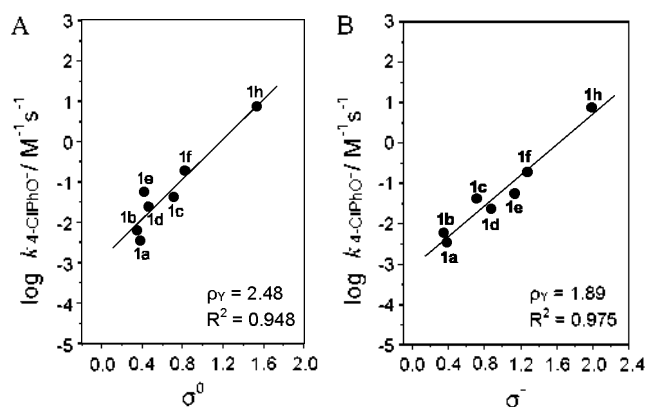 A
B
log k 4-ClPhO⁻ / M⁻¹s⁻¹
3
2
1
0
-1
-2
-3
-4
-5
1h
1f
1e
1c
1d
1b
1a
ρY = 2.48
R² = 0.948
0.0 0.4 0.8 1.2 1.6 2.0
σ⁰
log k 4-ClPhO⁻ / M⁻¹s⁻¹
3
2
1
0
-1
-2
-3
-4
-5
1h
1f
1c
1e
1d
1b
1a
ρY = 1.89
R² = 0.975
0.0 0.4 0.8 1.2 1.6 2.0 2.4
σ⁻